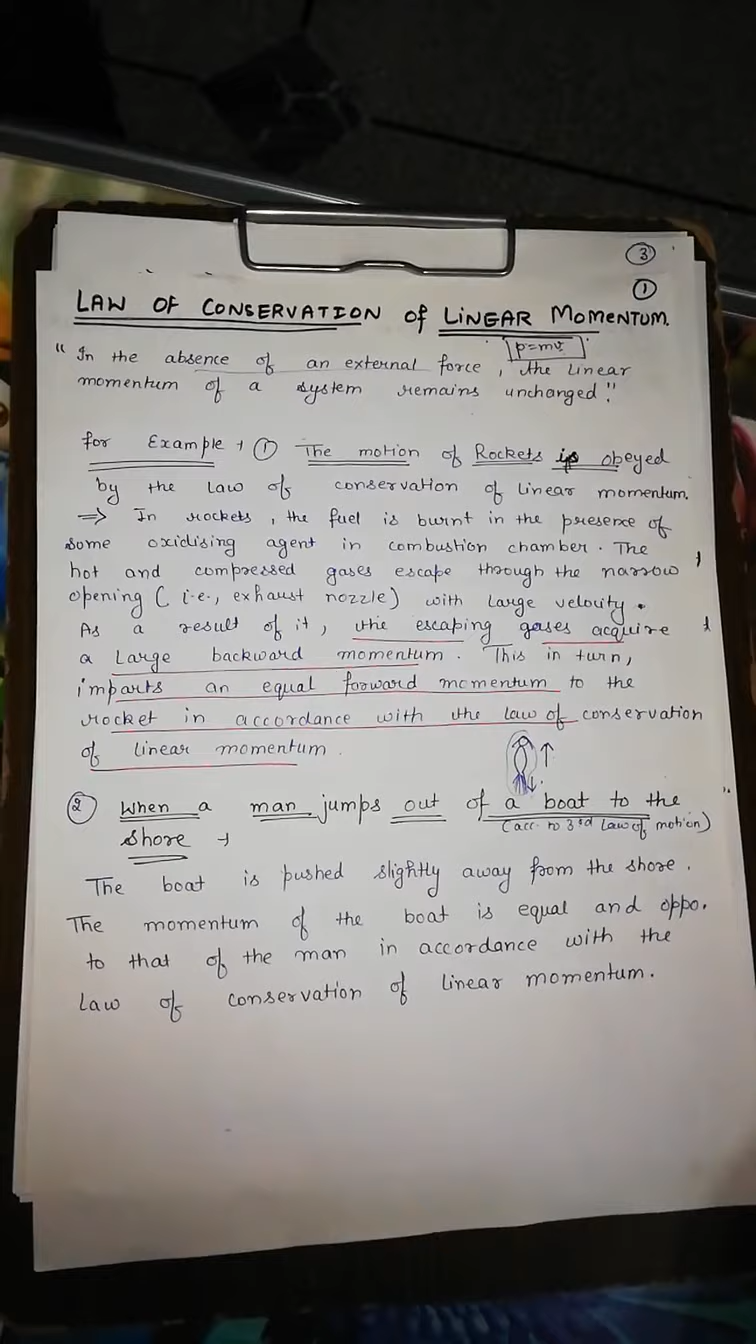 3
1
LAW OF CONSERVATION of LINEAR MOMENTUM.
p=mv
" In the absence of an external force, the linear
momentum of a system remains unchanged."
for Example → ① The motion of Rockets is obeyed
by the law of conservation of linear momentum.
⇒ In rockets, the fuel is burnt in the presence of
some oxidising agent in combustion chamber. The
hot and compressed gases escape through the narrow
opening ( i.e., exhaust nozzle) with large velocity.
As a result of it, the escaping gases acquire
a Large backward momentum. This in turn,
imparts an equal forward momentum to the
rocket in accordance with the law of conservation
of linear momentum.
② When a man jumps out of a boat to the "
(acc. to 3rd Law of motion)
shore →
The boat is pushed slightly away from the shore.
The momentum of the boat is equal and oppo.
to that of the man in accordance with the
Law of conservation of linear momentum.